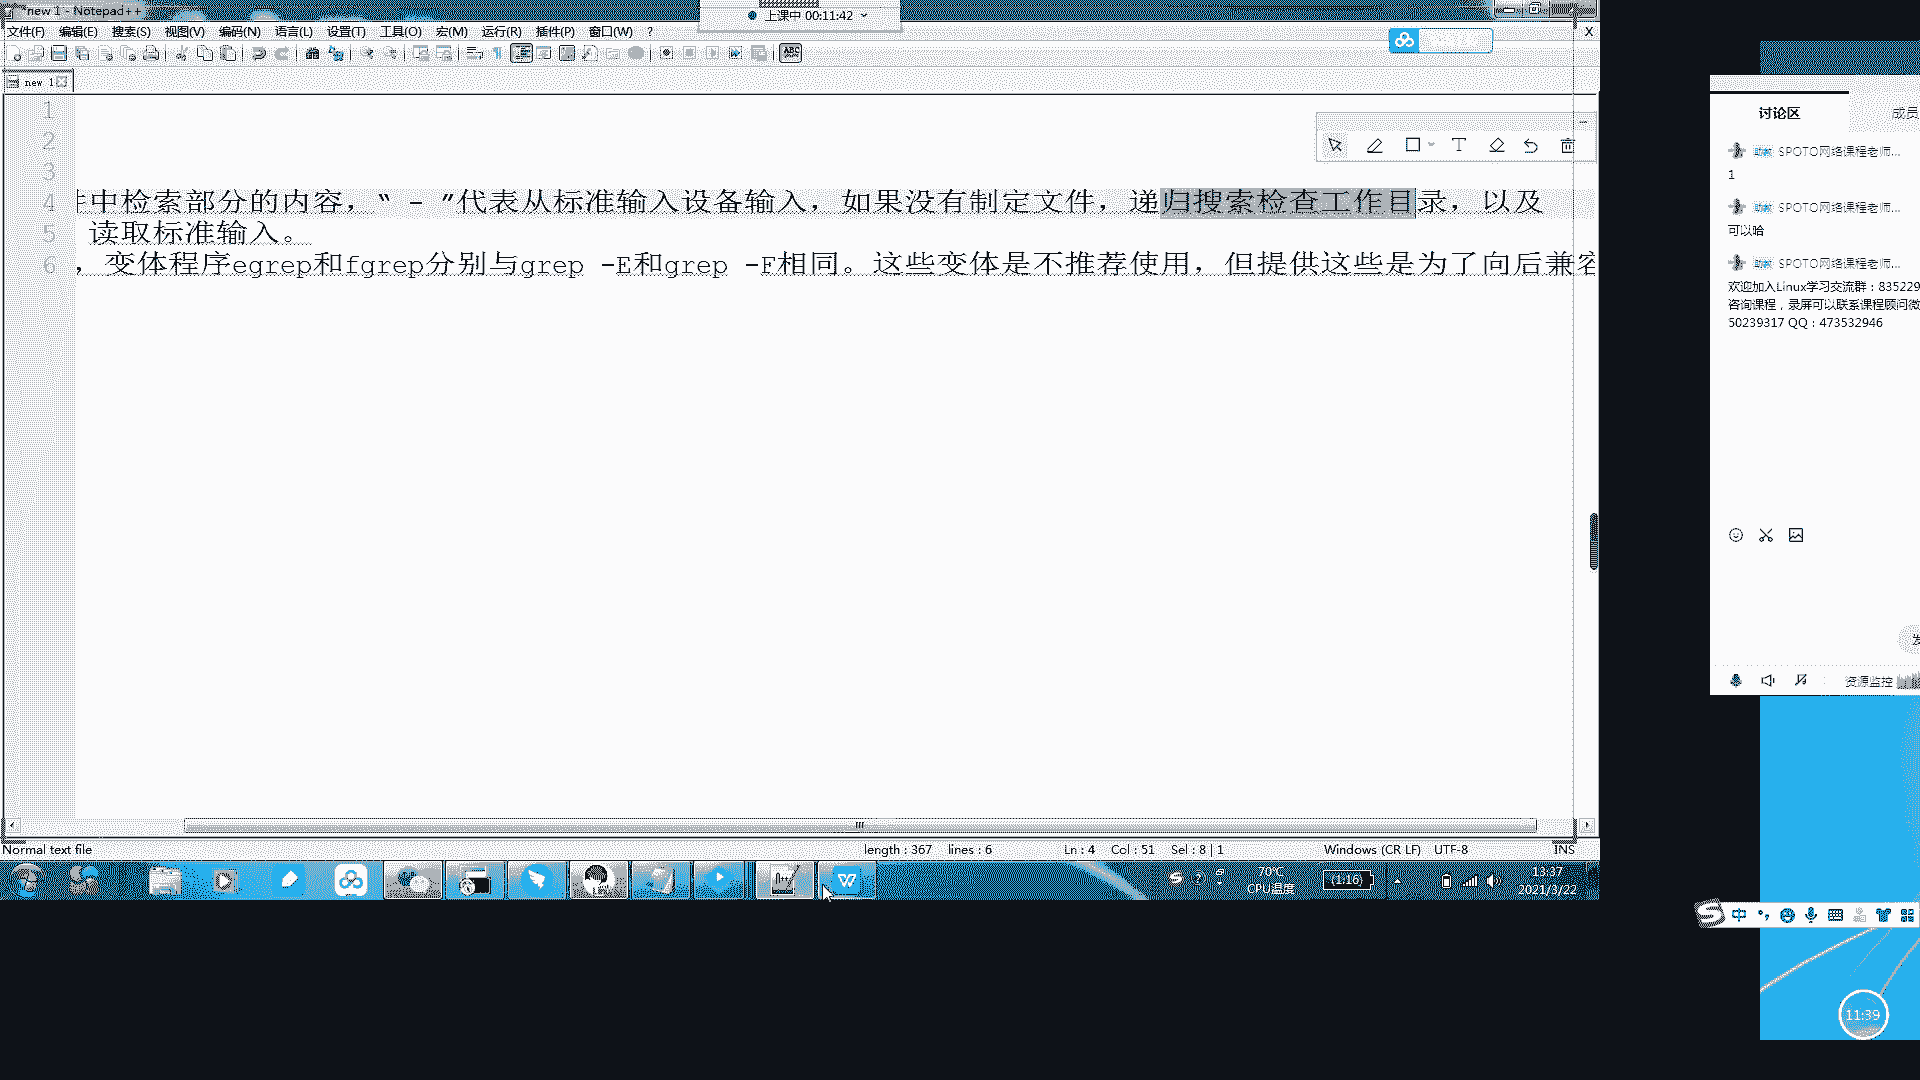 *new 1 - Notepad++
上课中 00:11:42
文件(F) 编辑(E) 搜索(S) 视图(V) 编码(N) 语言(L) 设置(T) 工具(O) 宏(M) 运行(R) 插件(P) 窗口(W) ? X
new 1
1
2
3
4 中检索部分的内容，“ - ”代表从标准输入设备输入，如果没有制定文件，递归搜索检查工作目录，以及
5 读取标准输入。
6 ，变体程序egrep和fgrep分别与grep -E和grep -F相同。这些变体是不推荐使用，但提供这些是为了向后兼容
讨论区 成员
助教 SPOTO网络课程老师...
1
助教 SPOTO网络课程老师...
可以哈
助教 SPOTO网络课程老师...
欢迎加入Linux学习交流群：835229
咨询课程，录屏可以联系课程顾问微
50239317 QQ：473532946
资源监控
Normal text file length : 367 lines : 6 Ln : 4 Col : 51 Sel : 8 | 1 Windows (CR LF) UTF-8 INS
70℃
CPU温度
(1:16)
13:37
2021/3/22
中
11:39